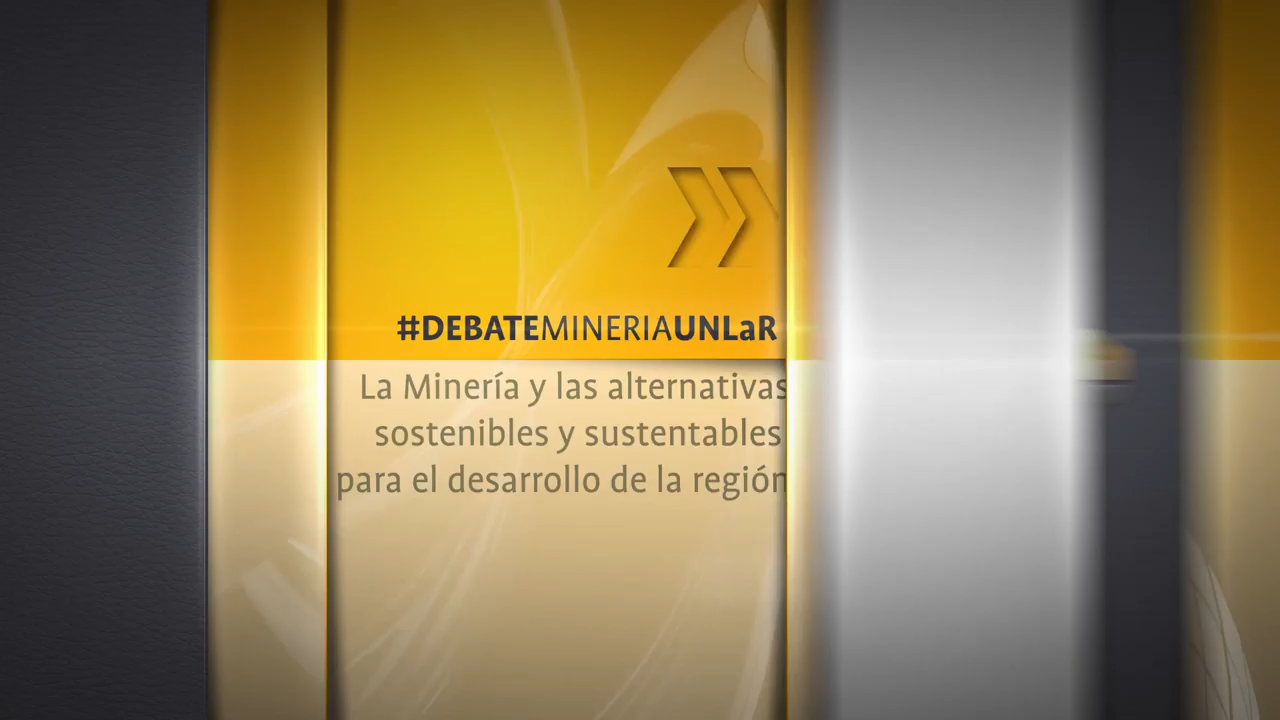 #DEBATEMINERIAUNLaR
La Minería y las alternativas
sostenibles y sustentables
para el desarrollo de la región